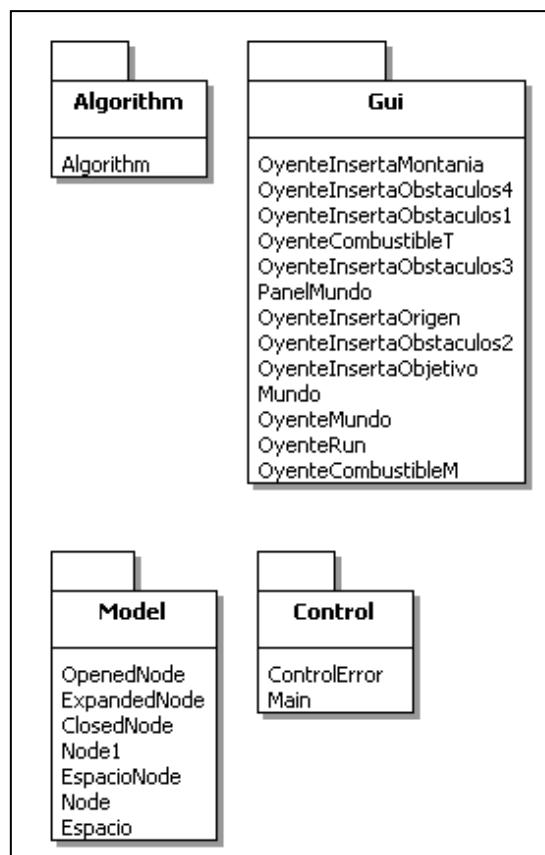 Algorithm
Algorithm
Gui
OyenteInsertaMontania
OyenteInsertaObstaculos4
OyenteInsertaObstaculos1
OyenteCombustibleT
OyenteInsertaObstaculos3
PanelMundo
OyenteInsertaOrigen
OyenteInsertaObstaculos2
OyenteInsertaObjetivo
Mundo
OyenteMundo
OyenteRun
OyenteCombustibleM
Model
OpenedNode
ExpandedNode
ClosedNode
Node1
EspacioNode
Node
Espacio
Control
ControlError
Main